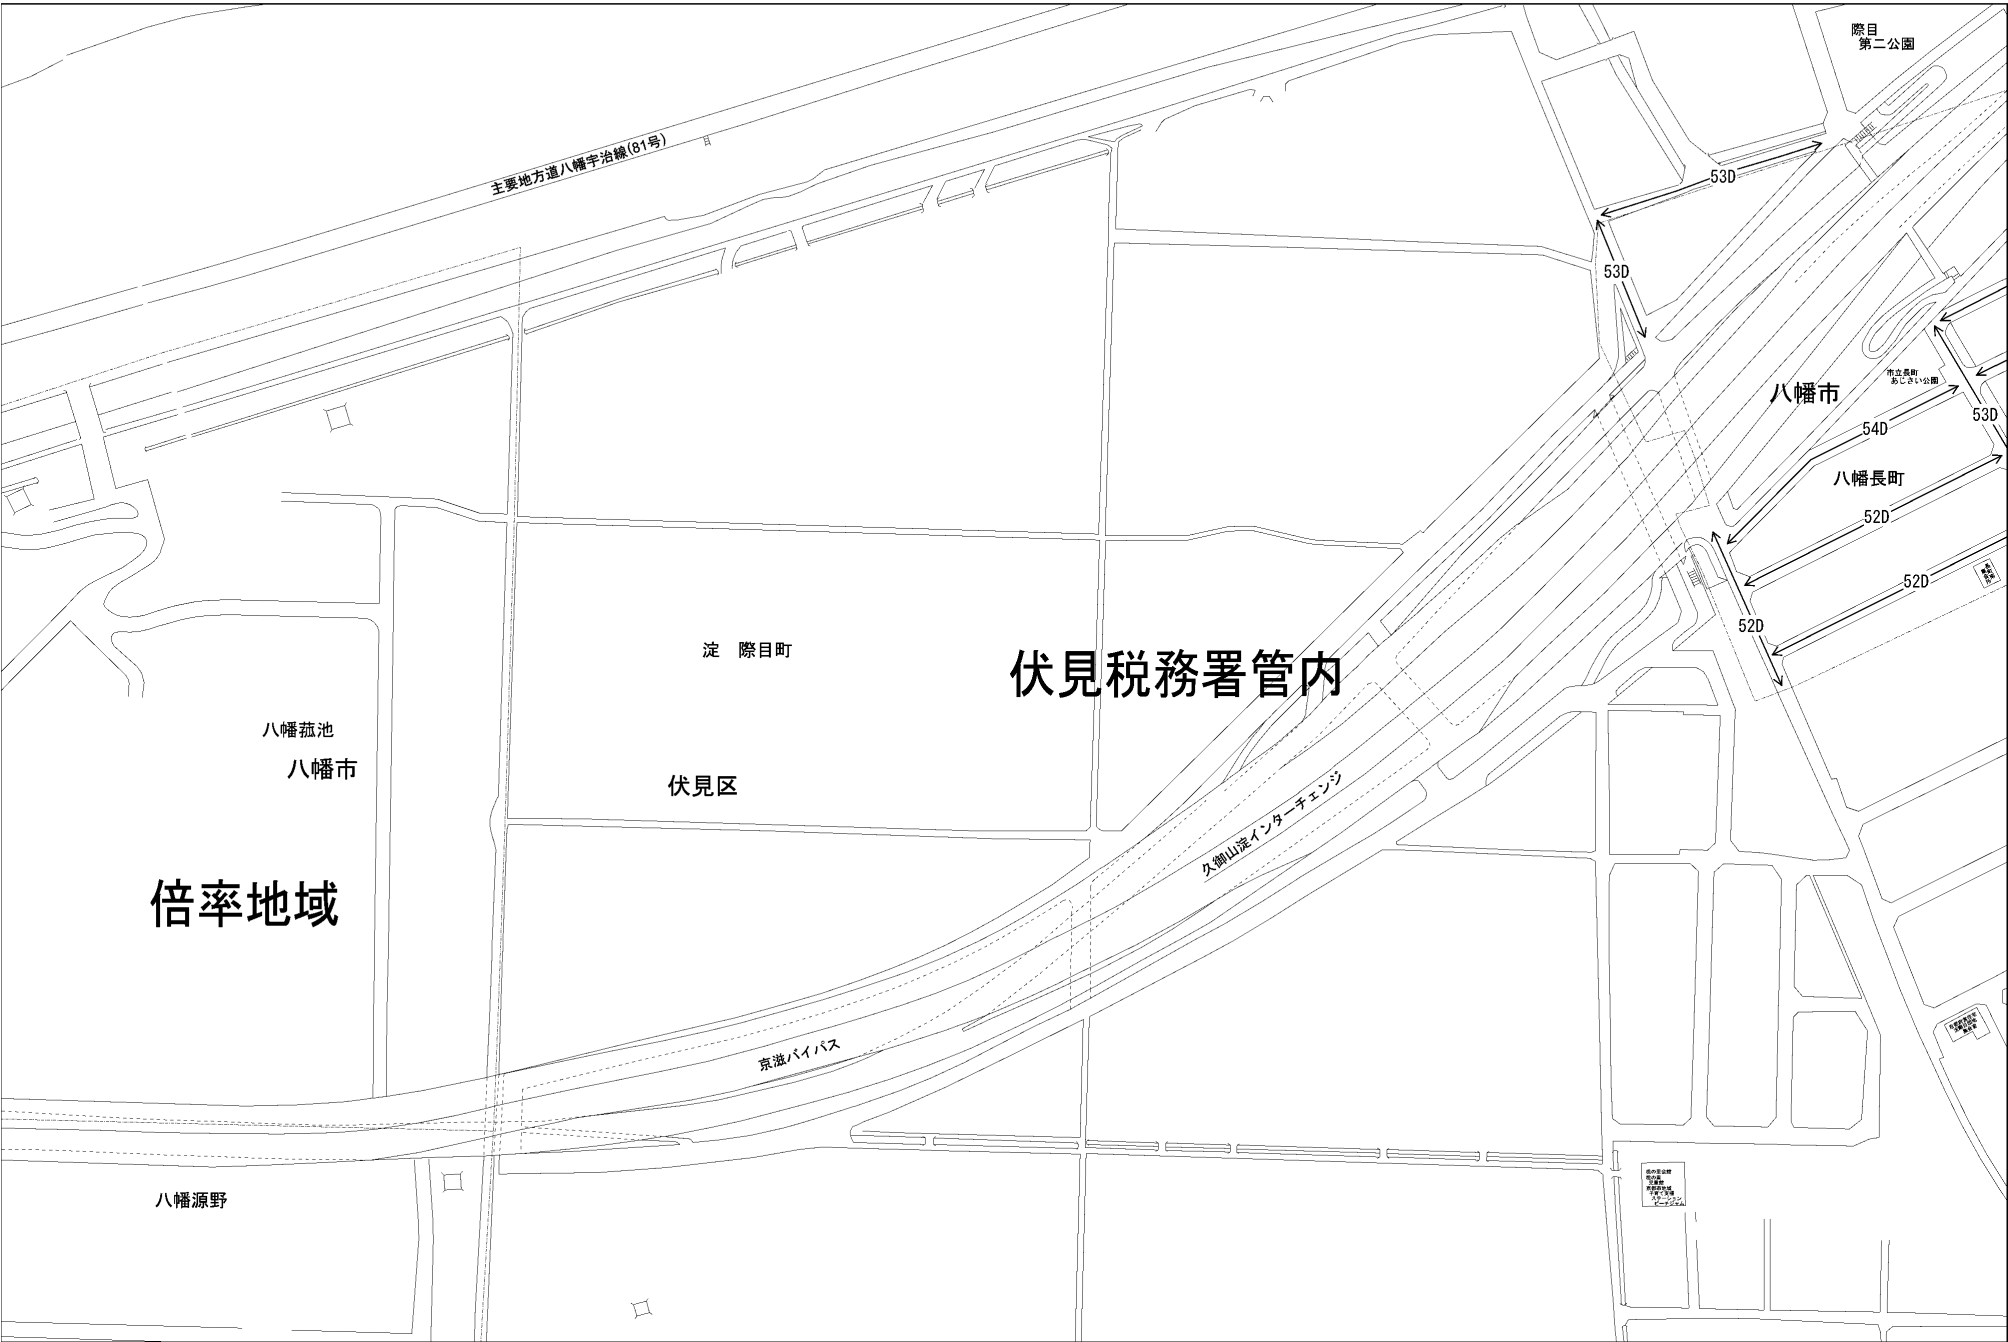 際目
第二公園
主要地方道八幡宇治線(81号)
53D
53D
市立長町
あじさい公園
八幡市
53D
54D
八幡長町
52D
52D
52D
淀　際目町
伏見税務署管内
八幡菰池
八幡市
伏見区
久御山淀インターチェンジ
倍率地域
京滋バイパス
八幡源野